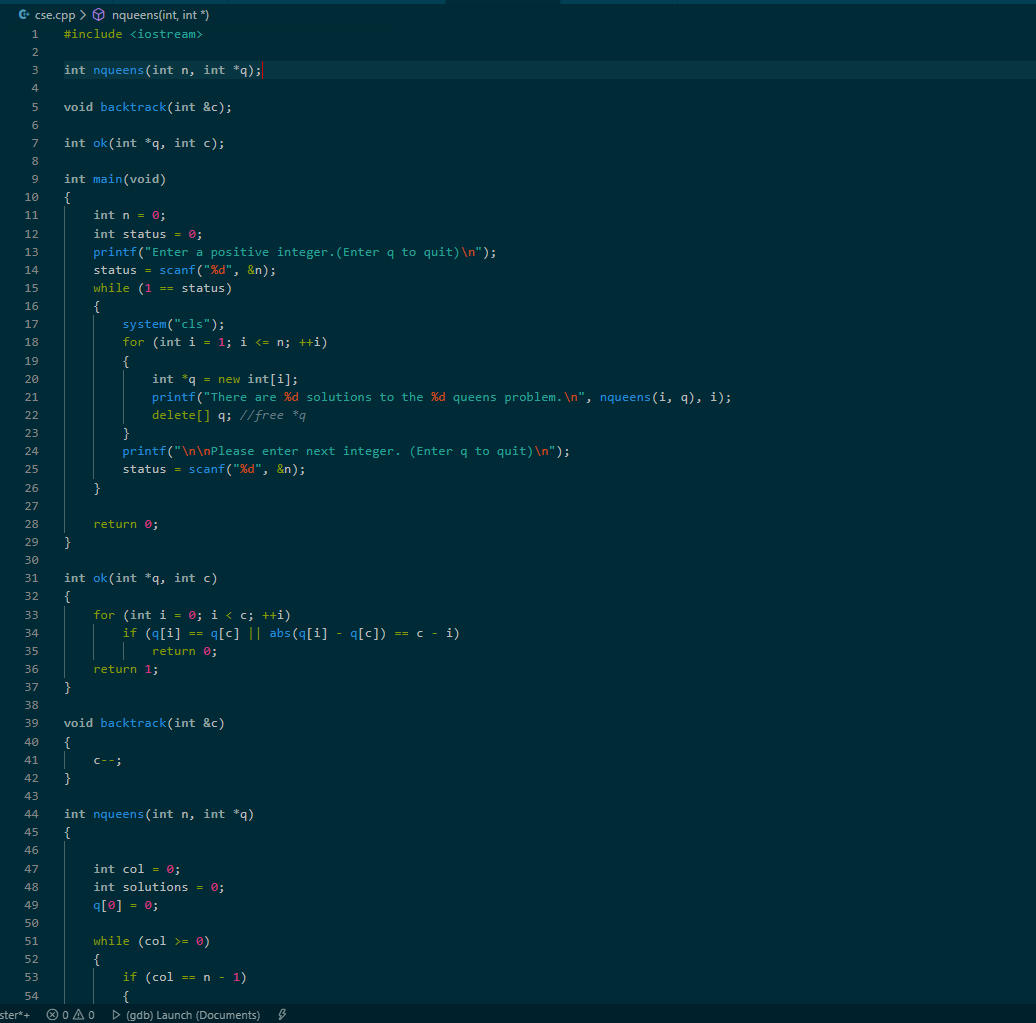 cse.cpp > nqueens(int, int *)
1 #include <iostream>
2
3 int nqueens(int n, int *q);
4
5 void backtrack(int &c);
6
7 int ok(int *q, int c);
8
9 int main(void)
10 {
11     int n = 0;
12     int status = 0;
13     printf("Enter a positive integer.(Enter q to quit)\n");
14     status = scanf("%d", &n);
15     while (1 == status)
16     {
17         system("cls");
18         for (int i = 1; i <= n; ++i)
19         {
20             int *q = new int[i];
21             printf("There are %d solutions to the %d queens problem.\n", nqueens(i, q), i);
22             delete[] q; //free *q
23         }
24         printf("\n\nPlease enter next integer. (Enter q to quit)\n");
25         status = scanf("%d", &n);
26     }
27
28     return 0;
29 }
30
31 int ok(int *q, int c)
32 {
33     for (int i = 0; i < c; ++i)
34         if (q[i] == q[c] || abs(q[i] - q[c]) == c - i)
35             return 0;
36     return 1;
37 }
38
39 void backtrack(int &c)
40 {
41     c--;
42 }
43
44 int nqueens(int n, int *q)
45 {
46
47     int col = 0;
48     int solutions = 0;
49     q[0] = 0;
50
51     while (col >= 0)
52     {
53         if (col == n - 1)
54         {
ster*+ 0 0 (gdb) Launch (Documents)